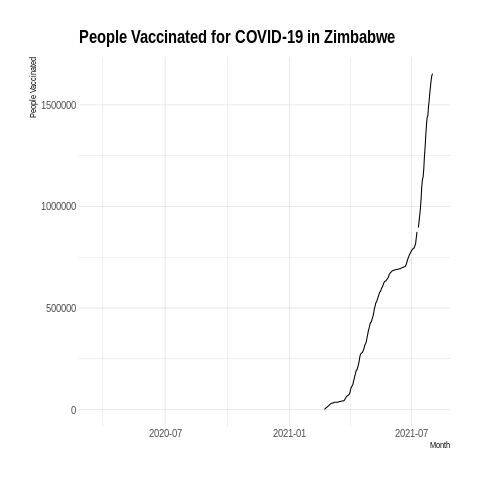 People Vaccinated for COVID-19 in Zimbabwe
People Vaccinated
1500000
1000000
500000
0
2020-07
2021-01
2021-07
Month